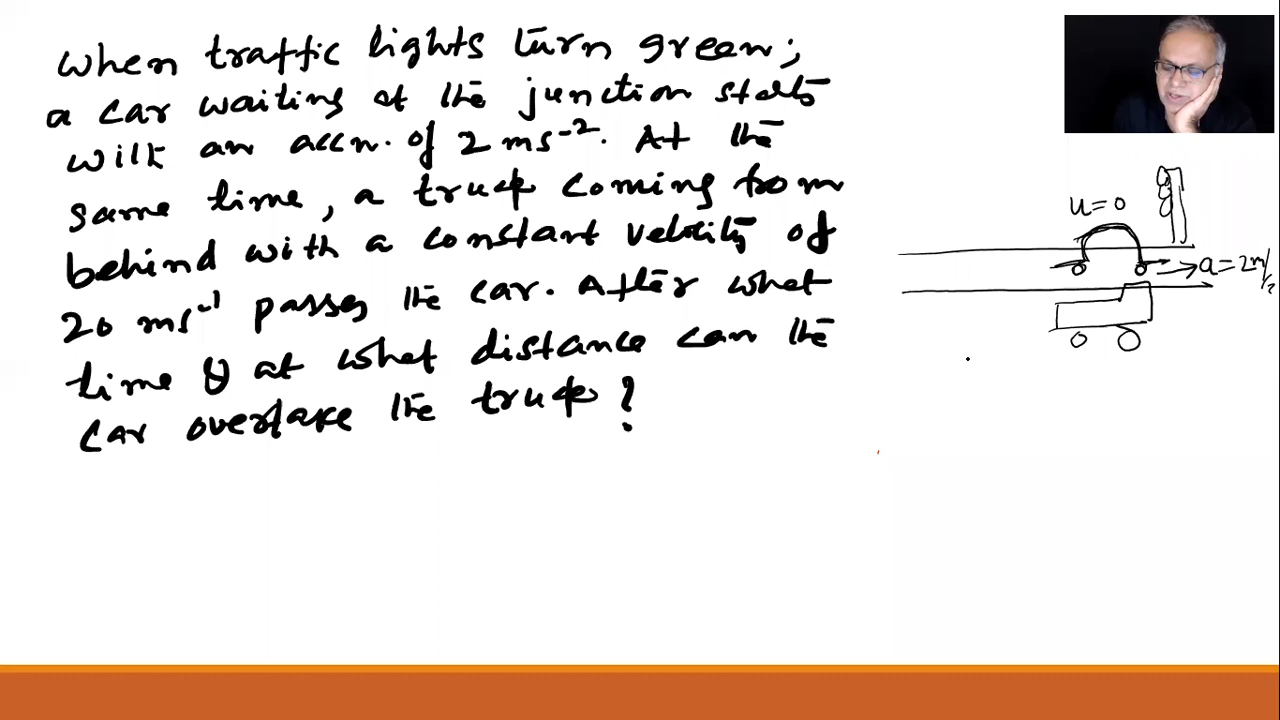 When traffic lights turn green;
a car waiting at the junction starts
with an accn. of 2 ms⁻². At the
same time, a truck coming from
behind with a constant velocity of
20 ms⁻¹ passes the car. After what
time & at what distance can the
car overtake the truck?
u=0
a=2m/s